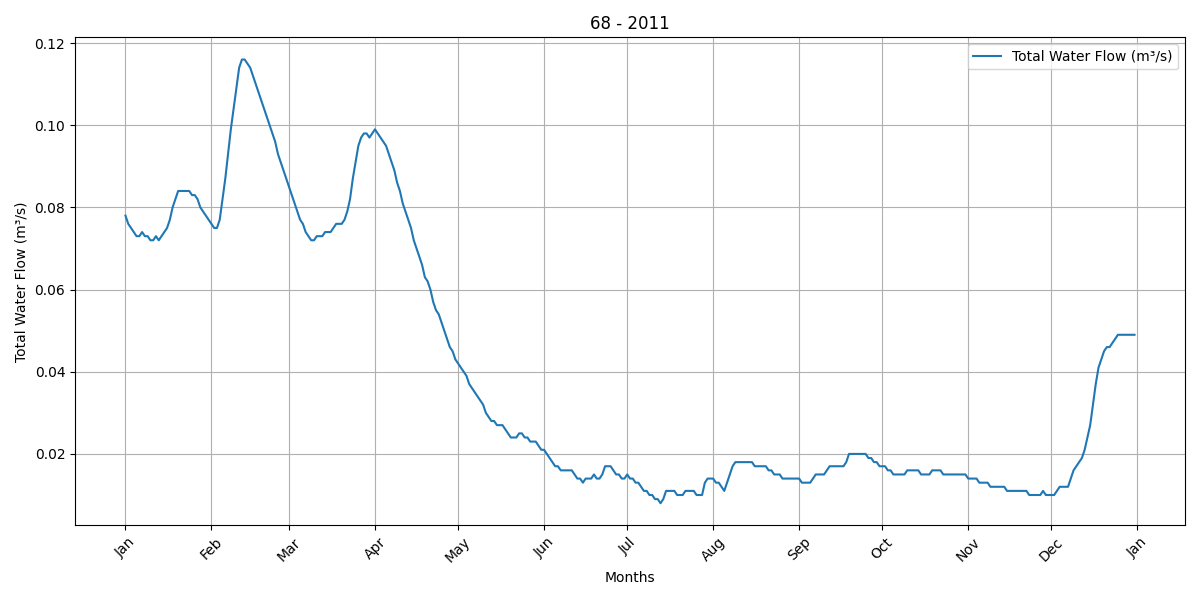 68 - 2011
Total Water Flow (m³/s)
0.12
0.10
0.08
0.06
0.04
0.02
Total Water Flow (m³/s)
Jan
Feb
Mar
Apr
May
Jun
Jul
Aug
Sep
Oct
Nov
Dec
Jan
Months